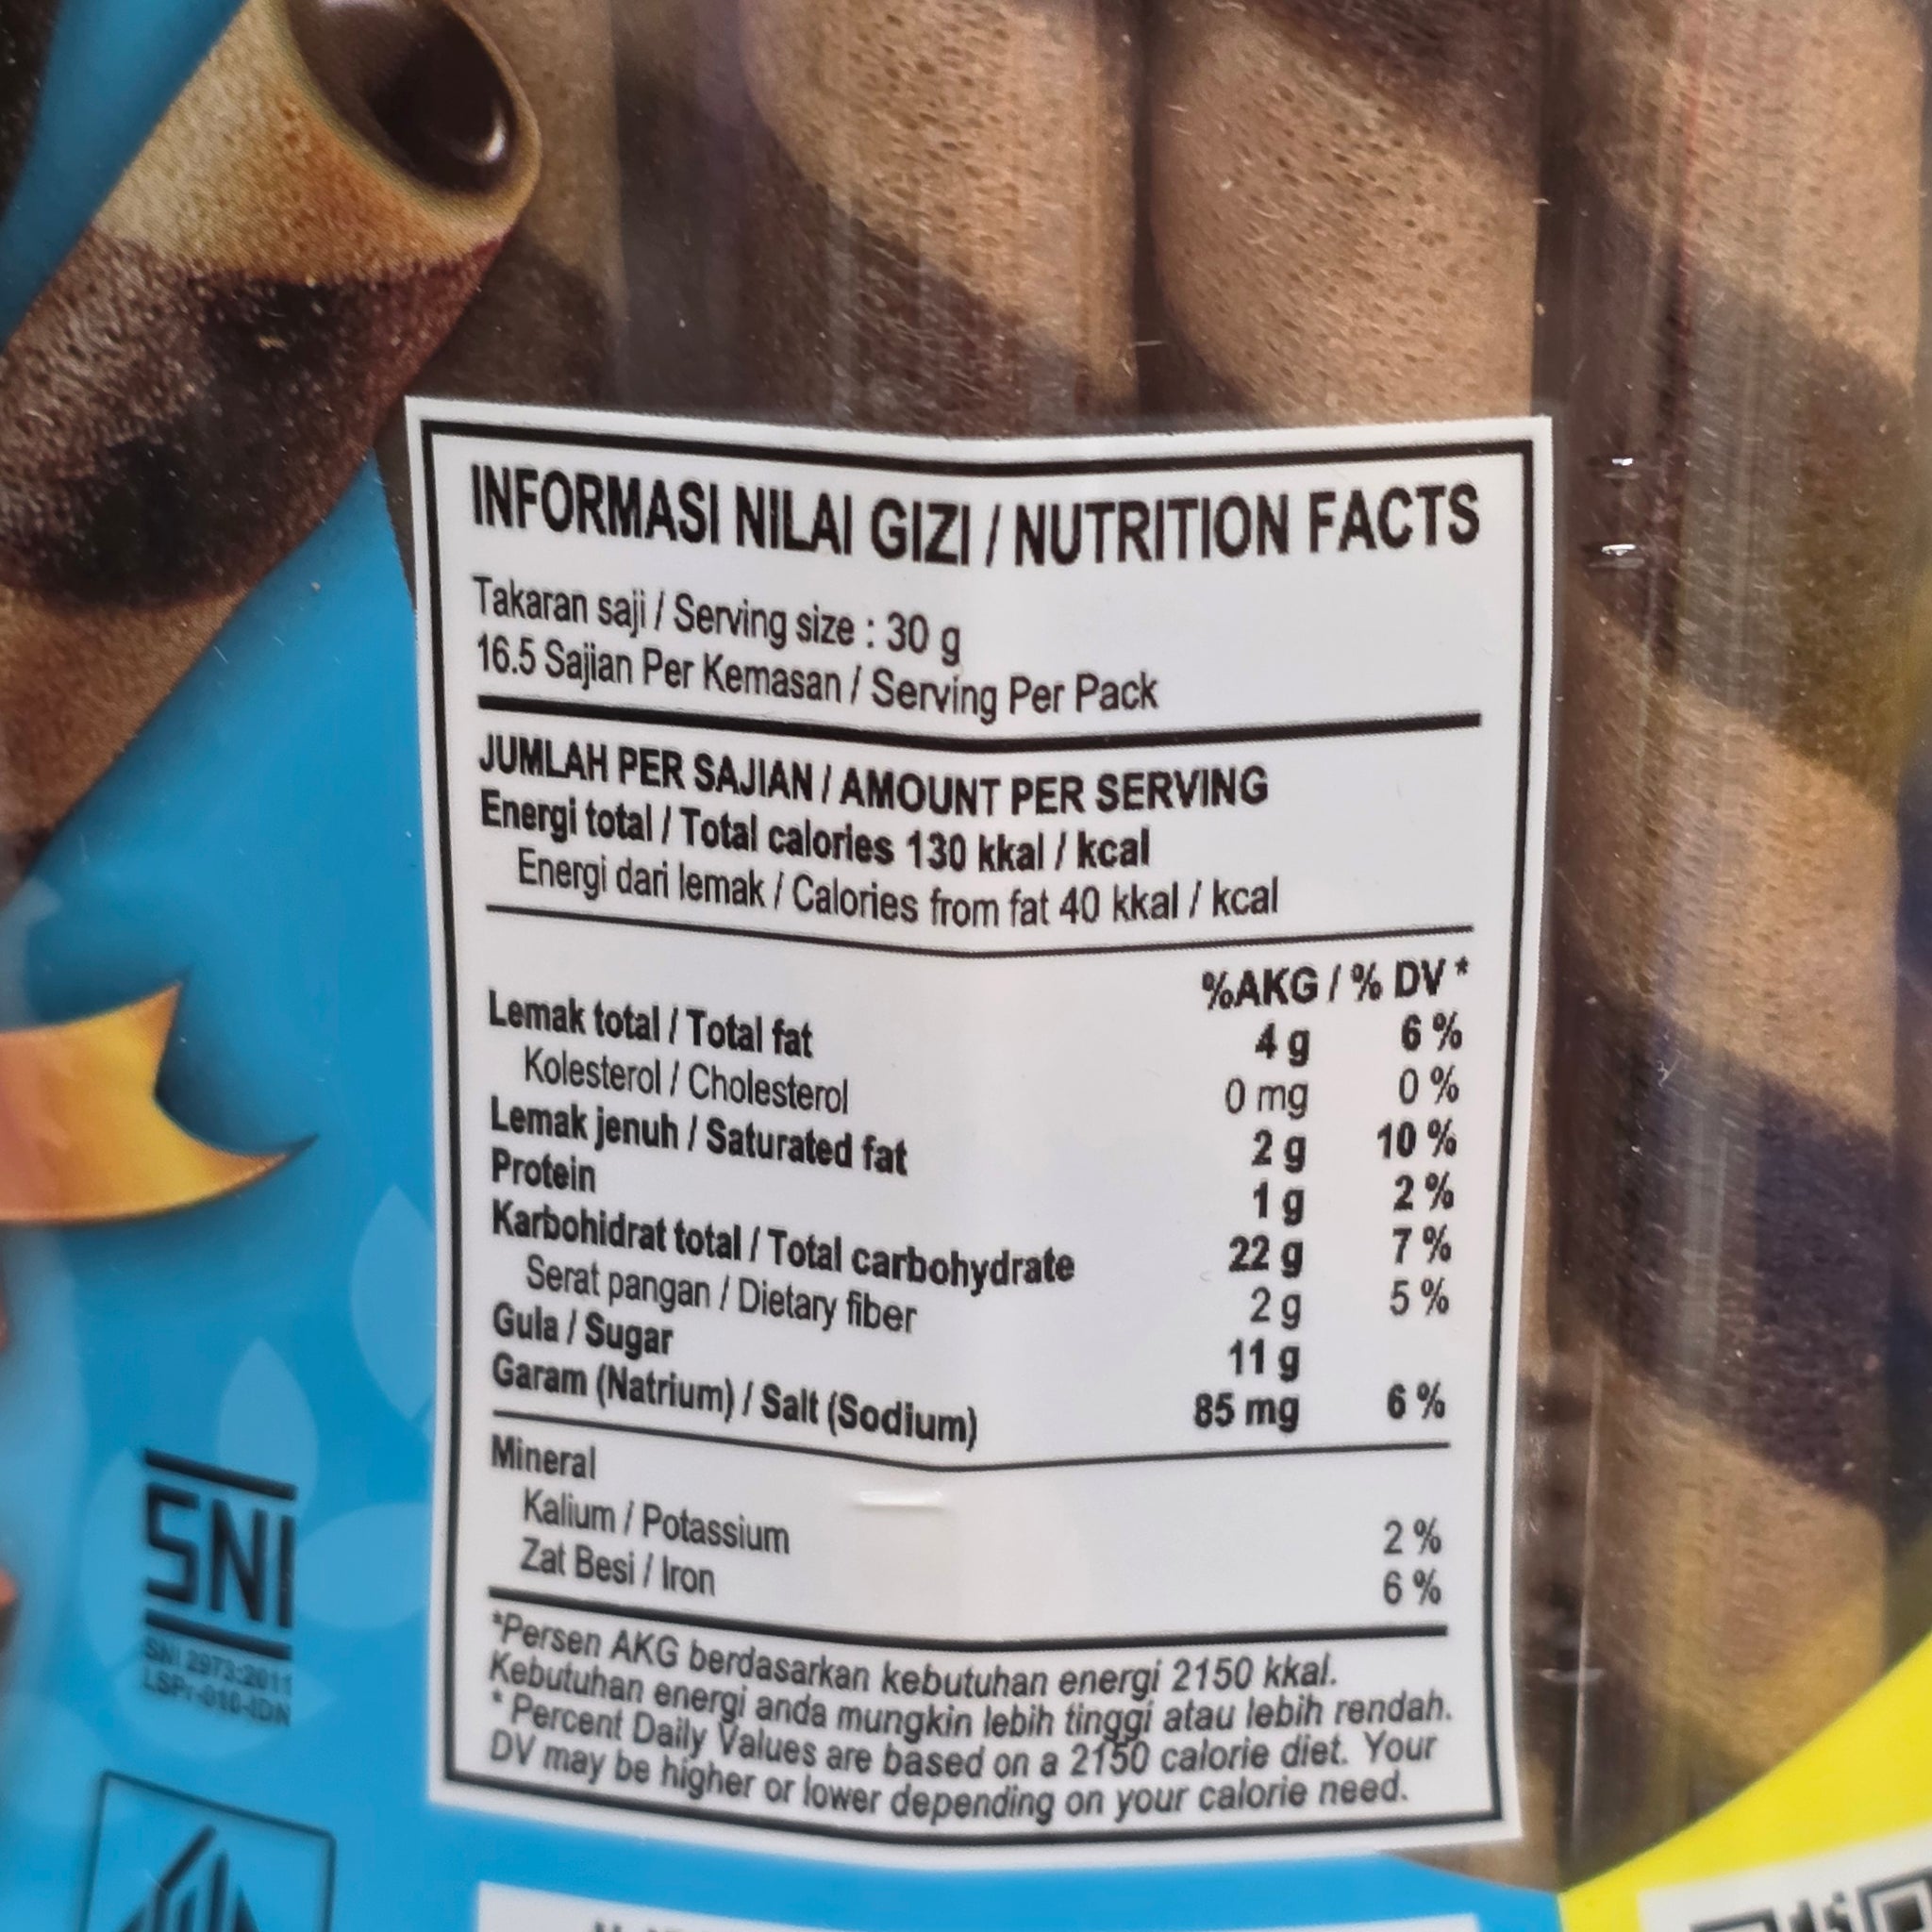 INFORMASI NILAI GIZI / NUTRITION FACTS
Takaran saji / Serving size : 30 g
16.5 Sajian Per Kemasan / Serving Per Pack
JUMLAH PER SAJIAN / AMOUNT PER SERVING
Energi total / Total calories 130 kkal / kcal
Energi dari lemak / Calories from fat 40 kkal / kcal
%AKG / % DV *
Lemak total / Total fat 4 g 6 %
Kolesterol / Cholesterol 0 mg 0 %
Lemak jenuh / Saturated fat 2 g 10 %
Protein 1 g 2 %
Karbohidrat total / Total carbohydrate 22 g 7 %
Serat pangan / Dietary fiber 2 g 5 %
Gula / Sugar 11 g
Garam (Natrium) / Salt (Sodium) 85 mg 6 %
Mineral
Kalium / Potassium 2 %
Zat Besi / Iron 6 %
*Persen AKG berdasarkan kebutuhan energi 2150 kkal.
Kebutuhan energi anda mungkin lebih tinggi atau lebih rendah.
* Percent Daily Values are based on a 2150 calorie diet. Your
DV may be higher or lower depending on your calorie need.
SNI
SNI 2973:2011
LSPr-010-IDN